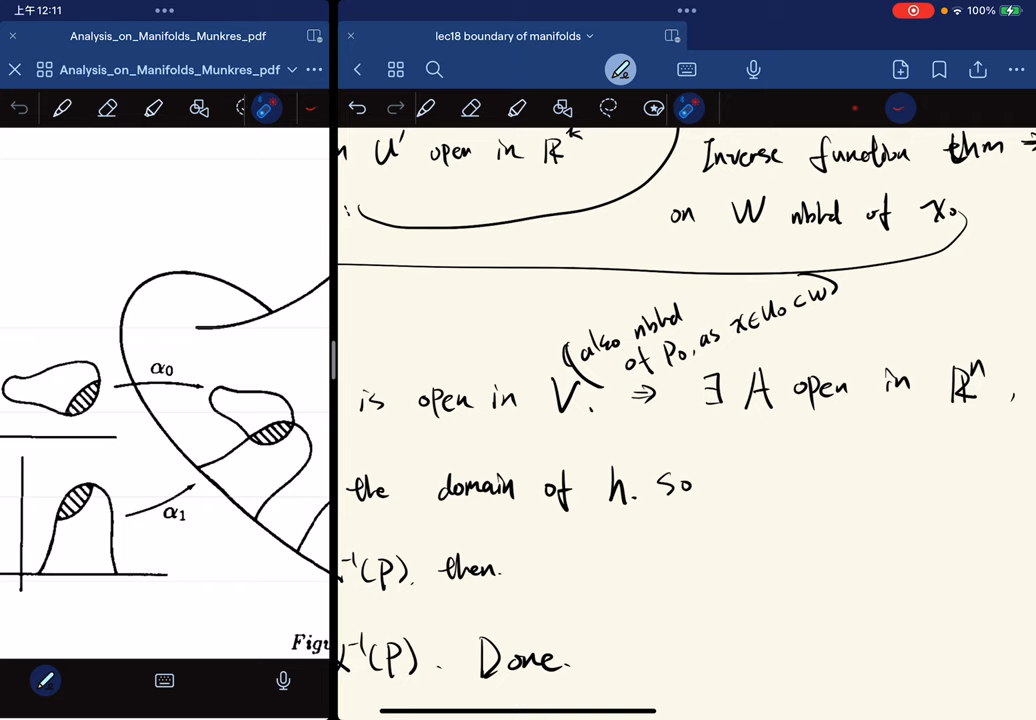 上午12:11
100%
Analysis_on_Manifolds_Munkres_pdf
Analysis_on_Manifolds_Munkres_pdf
α₀
α₁
Figu
lec18 boundary of manifolds
n U' open in ℝᵏ
Inverse function thm →
on W nbhd of x₀
(also nbhd
of p₀, as x∈U₀⊂W)
is open in V. ⇒ ∃ A open in ℝⁿ,
the domain of h. so
⁻¹(P). then.
α⁻¹(P). Done.